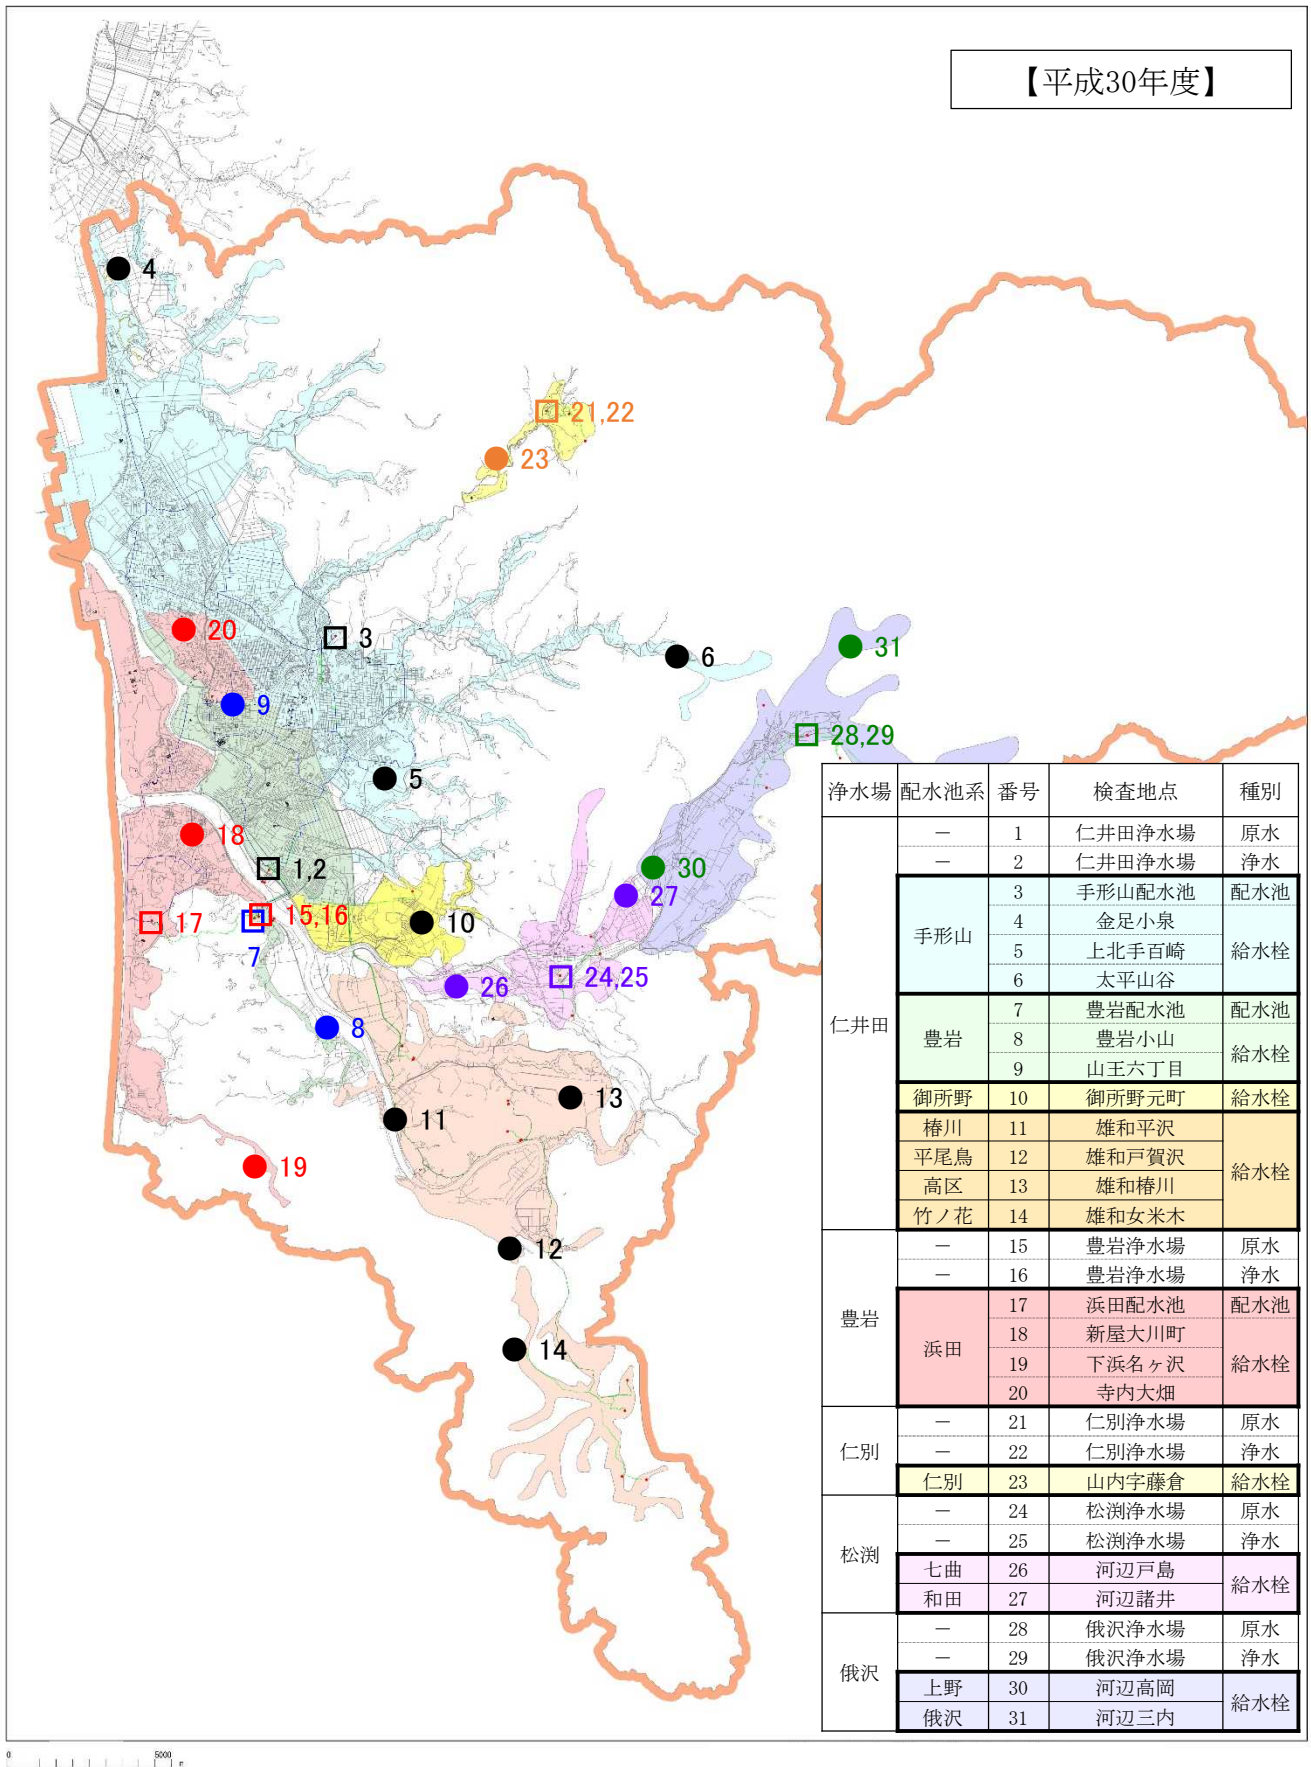 【平成30年度】
4
21,22
23
20
3
6
31
9
28,29
5
18
1,2
30
27
17
15,16
10
7
24,25
26
8
13
11
19
12
14
浄水場 配水池系 番号 検査地点 種別
仁井田 － 1 仁井田浄水場 原水
－ 2 仁井田浄水場 浄水
手形山 3 手形山配水池 配水池
4 金足小泉 給水栓
5 上北手百崎
6 太平山谷
豊岩 7 豊岩配水池 配水池
8 豊岩小山 給水栓
9 山王六丁目
御所野 10 御所野元町 給水栓
椿川 11 雄和平沢 給水栓
平尾鳥 12 雄和戸賀沢
高区 13 雄和椿川
竹ノ花 14 雄和女米木
豊岩 － 15 豊岩浄水場 原水
－ 16 豊岩浄水場 浄水
浜田 17 浜田配水池 配水池
18 新屋大川町 給水栓
19 下浜名ヶ沢
20 寺内大畑
仁別 － 21 仁別浄水場 原水
－ 22 仁別浄水場 浄水
仁別 23 山内字藤倉 給水栓
松渕 － 24 松渕浄水場 原水
－ 25 松渕浄水場 浄水
七曲 26 河辺戸島 給水栓
和田 27 河辺諸井
俄沢 － 28 俄沢浄水場 原水
－ 29 俄沢浄水場 浄水
上野 30 河辺高岡 給水栓
俄沢 31 河辺三内
0 5000